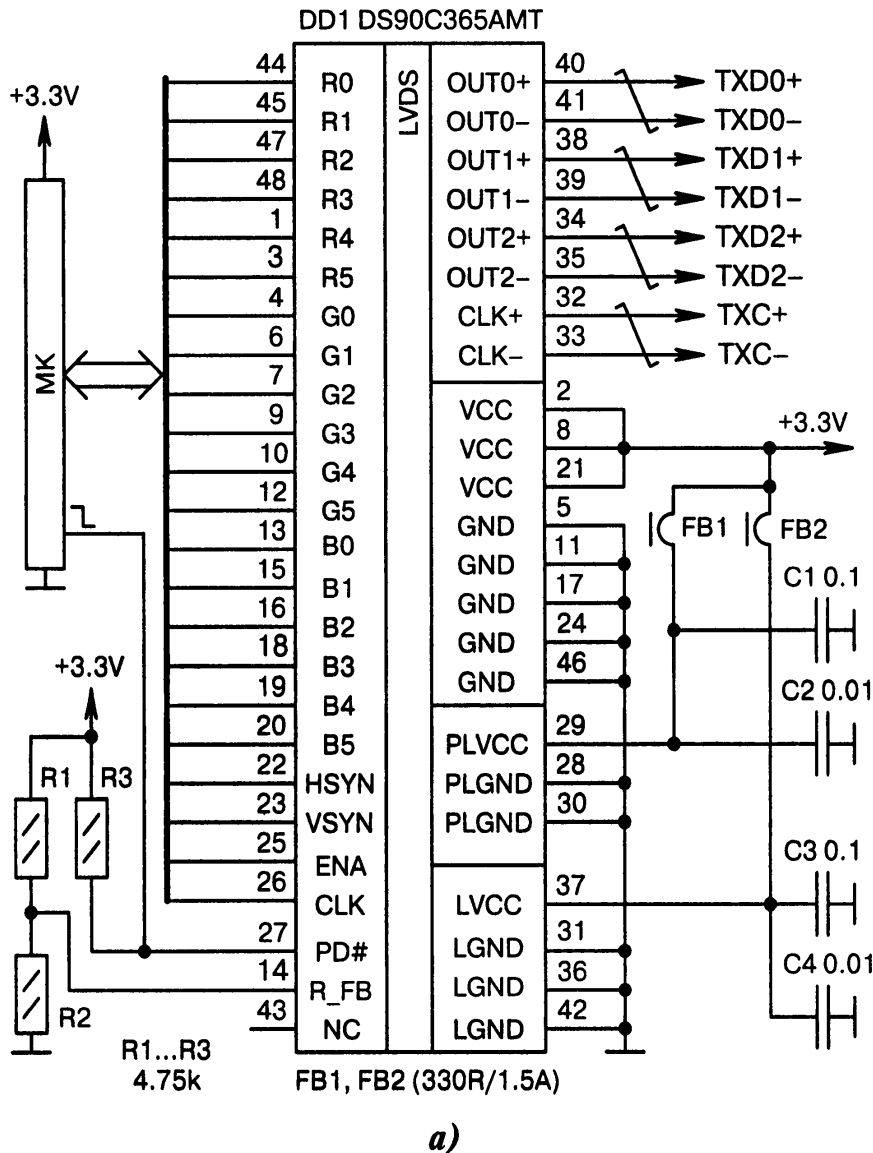 DD1 DS90C365AMT
+3.3V
MK
LVDS
44 R0
45 R1
47 R2
48 R3
1 R4
3 R5
4 G0
6 G1
7 G2
9 G3
10 G4
12 G5
13 B0
15 B1
16 B2
18 B3
19 B4
20 B5
22 HSYN
23 VSYN
25 ENA
26 CLK
27 PD#
14 R_FB
43 NC
OUT0+ 40 TXD0+
OUT0− 41 TXD0−
OUT1+ 38 TXD1+
OUT1− 39 TXD1−
OUT2+ 34 TXD2+
OUT2− 35 TXD2−
CLK+ 32 TXC+
CLK− 33 TXC−
VCC 2
VCC 8
VCC 21
GND 5
GND 11
GND 17
GND 24
GND 46
PLVCC 29
PLGND 28
PLGND 30
LVCC 37
LGND 31
LGND 36
LGND 42
+3.3V
FB1
FB2
C1 0.1
C2 0.01
C3 0.1
C4 0.01
+3.3V
R1
R3
R2
R1...R3
4.75k
FB1, FB2 (330R/1.5A)
а)